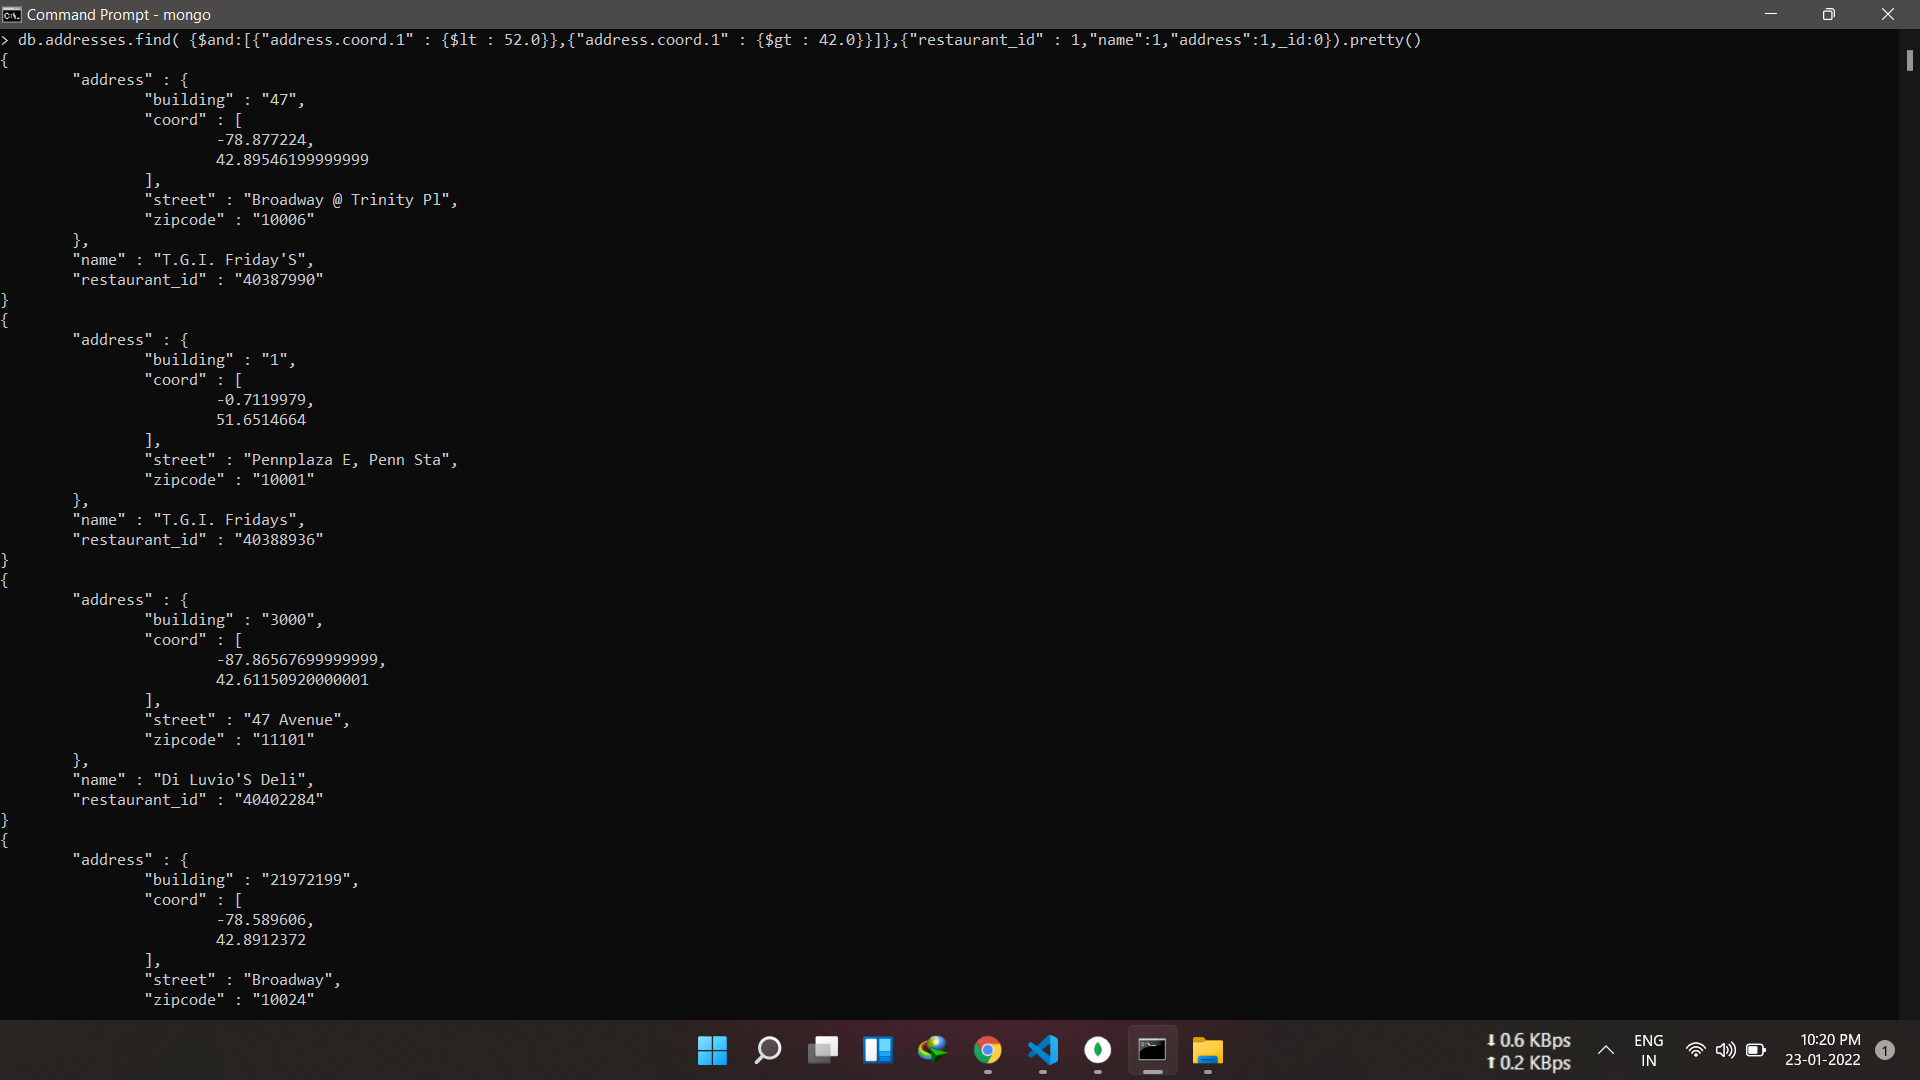 Command Prompt - mongo
> db.addresses.find( {$and:[{"address.coord.1" : {$lt : 52.0}},{"address.coord.1" : {$gt : 42.0}}]},{"restaurant_id" : 1,"name":1,"address":1,_id:0}).pretty()
{
"address" : {
"building" : "47",
"coord" : [
-78.877224,
42.89546199999999
],
"street" : "Broadway @ Trinity Pl",
"zipcode" : "10006"
},
"name" : "T.G.I. Friday'S",
"restaurant_id" : "40387990"
}
{
"address" : {
"building" : "1",
"coord" : [
-0.7119979,
51.6514664
],
"street" : "Pennplaza E, Penn Sta",
"zipcode" : "10001"
},
"name" : "T.G.I. Fridays",
"restaurant_id" : "40388936"
}
{
"address" : {
"building" : "3000",
"coord" : [
-87.86567699999999,
42.61150920000001
],
"street" : "47 Avenue",
"zipcode" : "11101"
},
"name" : "Di Luvio'S Deli",
"restaurant_id" : "40402284"
}
{
"address" : {
"building" : "21972199",
"coord" : [
-78.589606,
42.8912372
],
"street" : "Broadway",
"zipcode" : "10024"
0.6 KBps
0.2 KBps
ENG
IN
10:20 PM
23-01-2022
1